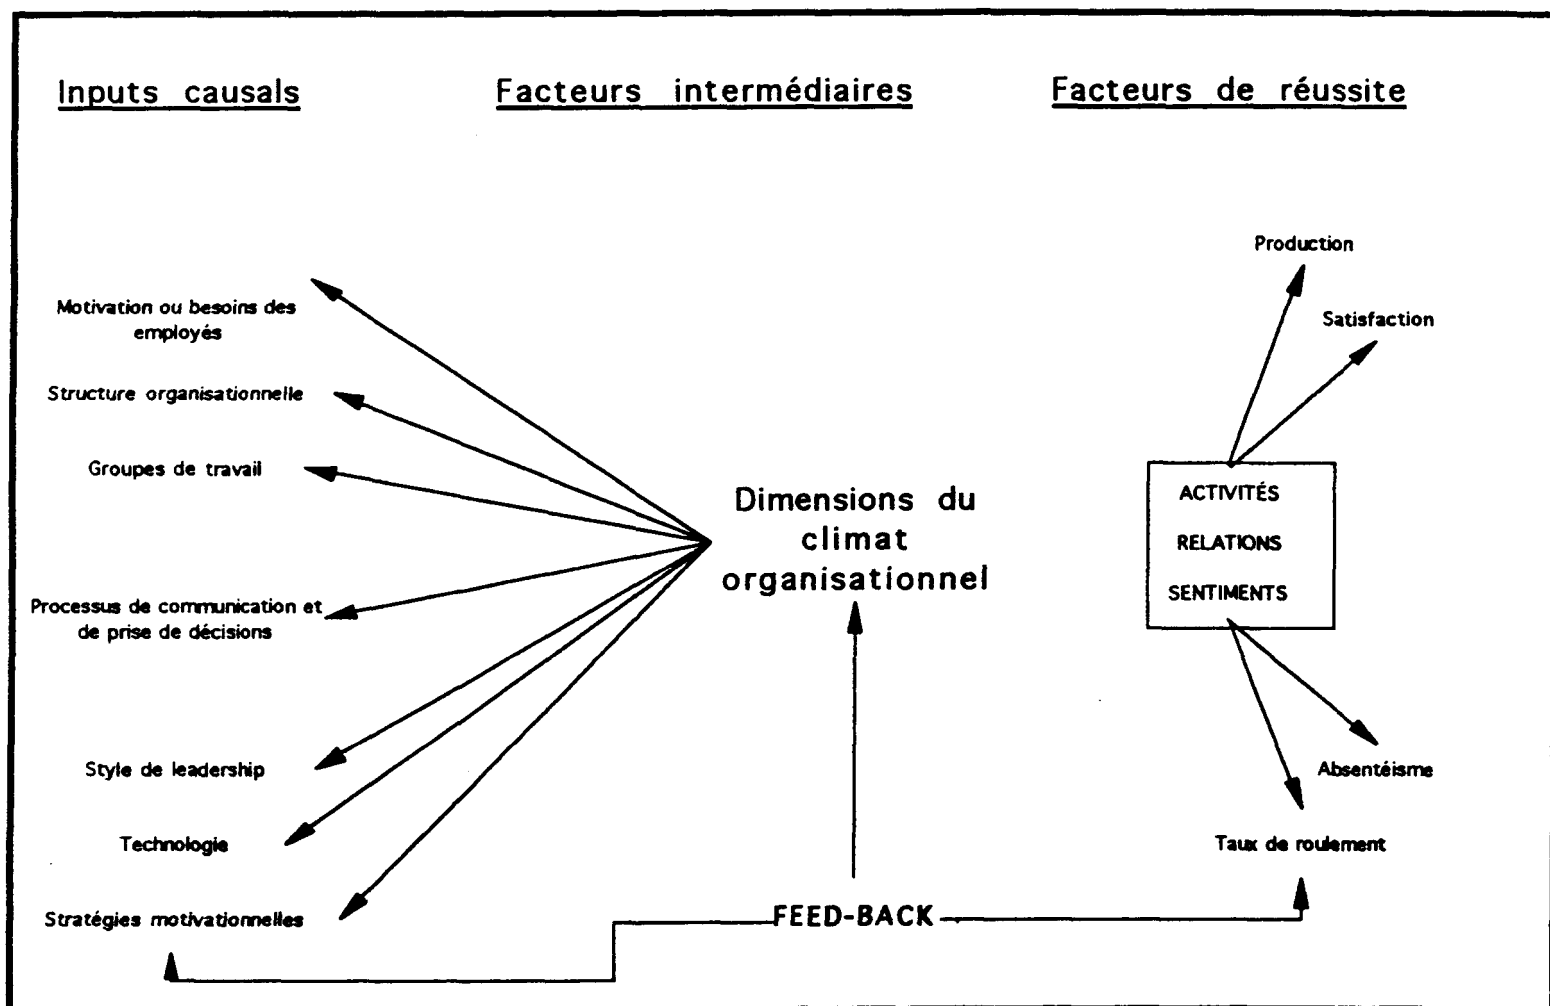 Inputs causals
Facteurs intermédiaires
Facteurs de réussite
Motivation ou besoins des
employés
Structure organisationnelle
Groupes de travail
Processus de communication et
de prise de décisions
Style de leadership
Technologie
Stratégies motivationnelles
Dimensions du
climat
organisationnel
FEED-BACK
Production
Satisfaction
ACTIVITÉS
RELATIONS
SENTIMENTS
Absentéisme
Taux de roulement